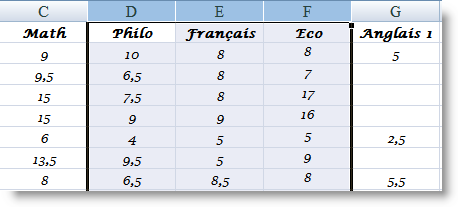 C D E F G
Math Philo Français Eco Anglais 1
9 10 8 8 5
9,5 6,5 8 7
15 7,5 8 17
15 9 9 16
6 4 5 5 2,5
13,5 9,5 5 9
8 6,5 8,5 8 5,5